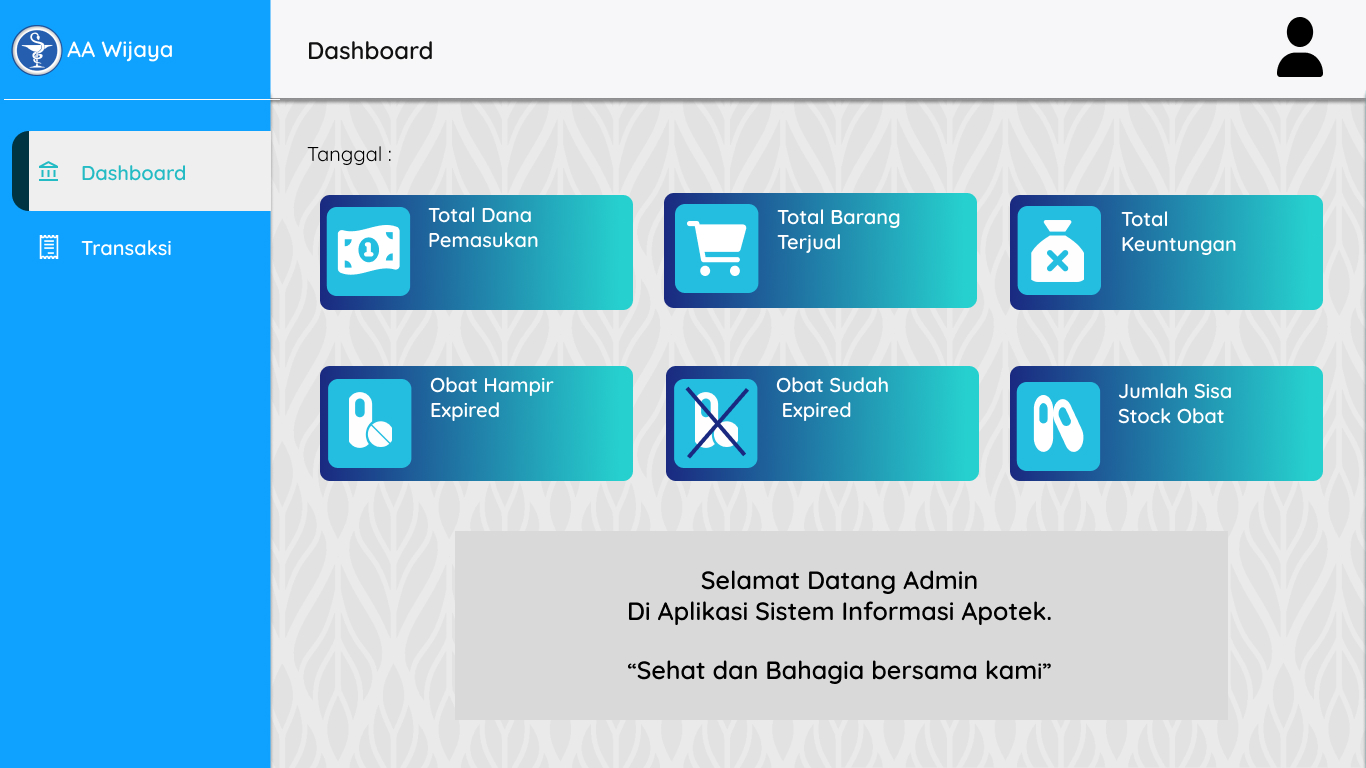 AA Wijaya
Dashboard
Dashboard
Transaksi
Tanggal :
Total Dana
Pemasukan
Total Barang
Terjual
Total
Keuntungan
Obat Hampir
Expired
Obat Sudah
Expired
Jumlah Sisa
Stock Obat
Selamat Datang Admin
Di Aplikasi Sistem Informasi Apotek.
“Sehat dan Bahagia bersama kami”